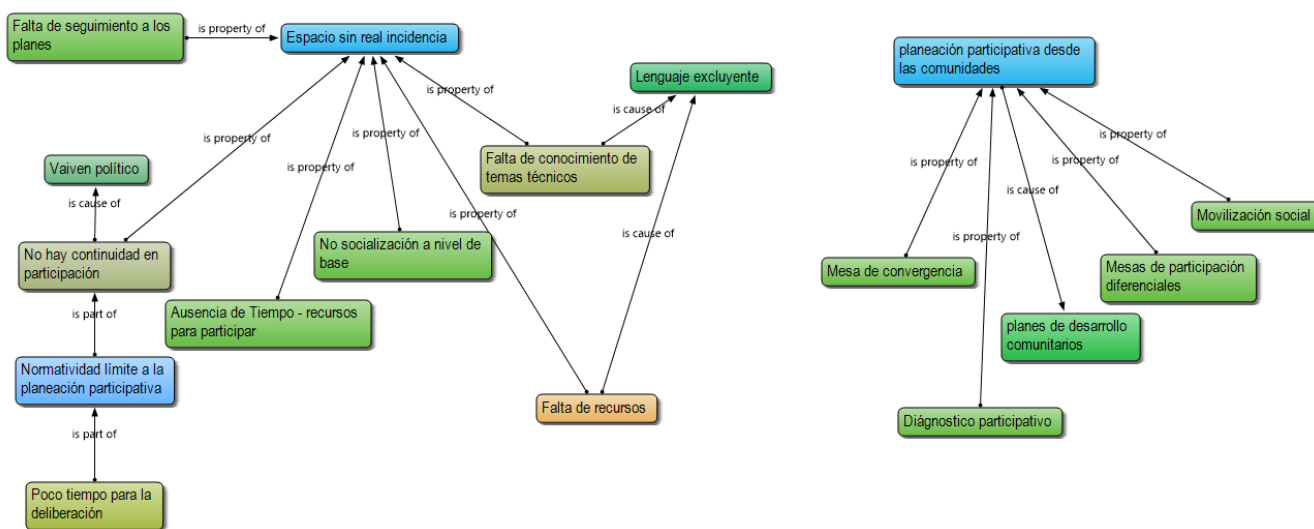 Falta de seguimiento a los
planes
is property of
Espacio sin real incidencia
planeación participativa desde
las comunidades
Lenguaje excluyente
is property of
is cause of
is property of
Falta de conocimiento de
temas técnicos
is property of
is property of
Vaiven político
is cause of
is property of
is cause of
No hay continuidad en
participación
No socialización a nivel de
base
Ausencia de Tiempo - recursos
para participar
is part of
Normatividad límite a la
planeación participativa
Falta de recursos
is part of
Poco tiempo para la
deliberación
is property of
is property of
is cause of
is property of
is property of
Movilización social
Mesa de convergencia
Mesas de participación
diferenciales
planes de desarrollo
comunitarios
Diágnostico participativo